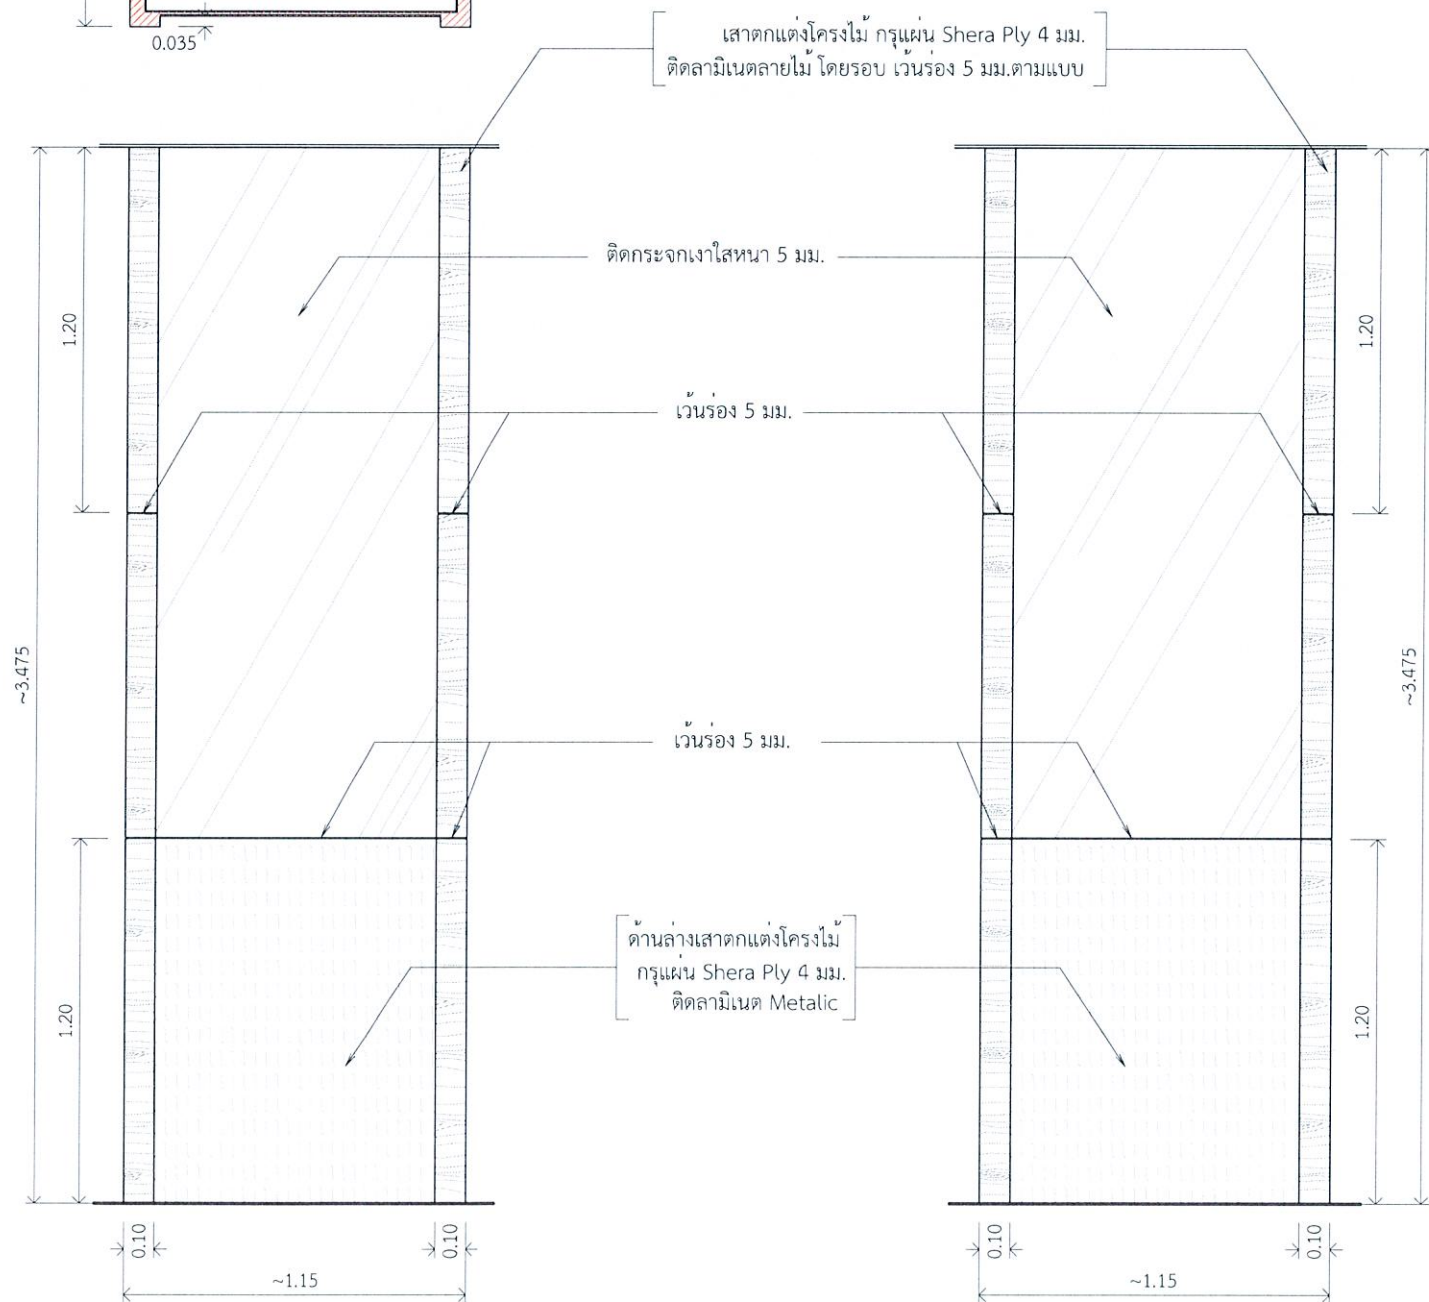 0.035
เสาตกแต่งโครงไม้ กรุแผ่น Shera Ply 4 มม.
ติดลามิเนตลายไม้ โดยรอบ เว้นร่อง 5 มม.ตามแบบ
1.20
1.20
ติดกระจกเงาใสหนา 5 มม.
เว้นร่อง 5 มม.
~3.475
~3.475
เว้นร่อง 5 มม.
ด้านล่างเสาตกแต่งโครงไม้
กรุแผ่น Shera Ply 4 มม.
ติดลามิเนต Metalic
1.20
1.20
0.10
0.10
0.10
0.10
~1.15
~1.15